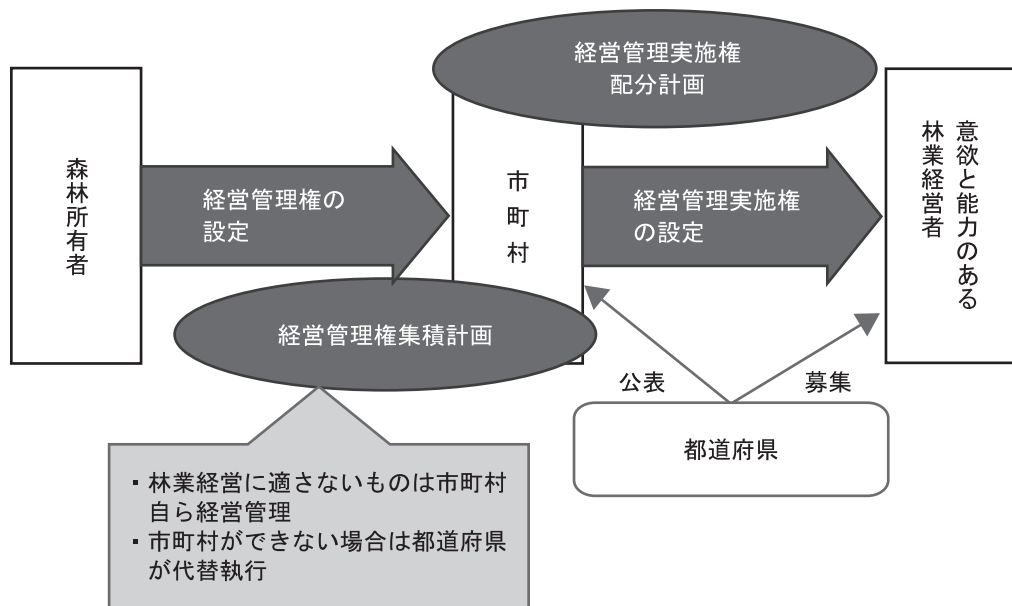 経営管理実施権
配分計画
森林所有者
経営管理権の
設定
市町村
経営管理実施権
の設定
意欲と能力のある
林業経営者
経営管理権集積計画
公表
募集
都道府県
・林業経営に適さないものは市町村
自ら経営管理
・市町村ができない場合は都道府県
が代替執行